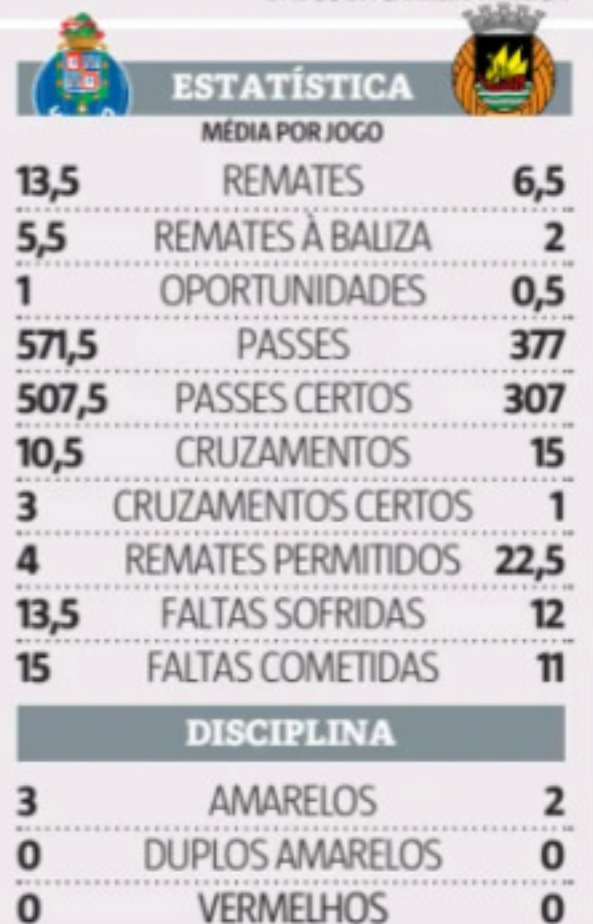 ESTATÍSTICA
MÉDIA POR JOGO
13,5 REMATES 6,5
5,5 REMATES À BALIZA 2
1 OPORTUNIDADES 0,5
571,5 PASSES 377
507,5 PASSES CERTOS 307
10,5 CRUZAMENTOS 15
3 CRUZAMENTOS CERTOS 1
4 REMATES PERMITIDOS 22,5
13,5 FALTAS SOFRIDAS 12
15 FALTAS COMETIDAS 11
DISCIPLINA
3 AMARELOS 2
0 DUPLOS AMARELOS 0
0 VERMELHOS 0